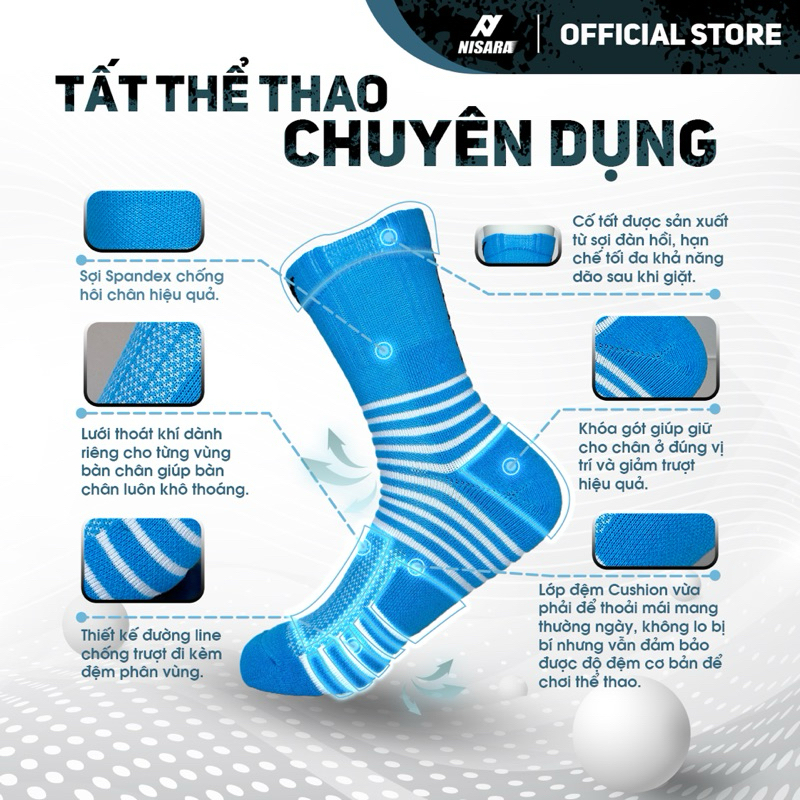 NISARA
OFFICIAL STORE
TẤT THỂ THAO
CHUYÊN DỤNG
Sợi Spandex chống
hôi chân hiệu quả.
Cổ tất được sản xuất
từ sợi đàn hồi, hạn
chế tối đa khả năng
dão sau khi giặt.
Lưới thoát khí dành
riêng cho từng vùng
bàn chân giúp bàn
chân luôn khô thoáng.
Khóa gót giúp giữ
cho chân ở đúng vị
trí và giảm trượt
hiệu quả.
Thiết kế đường line
chống trượt đi kèm
đệm phân vùng.
Lớp đệm Cushion vừa
phải để thoải mái mang
thường ngày, không lo bị
bí nhưng vẫn đảm bảo
được độ đệm cơ bản để
chơi thể thao.